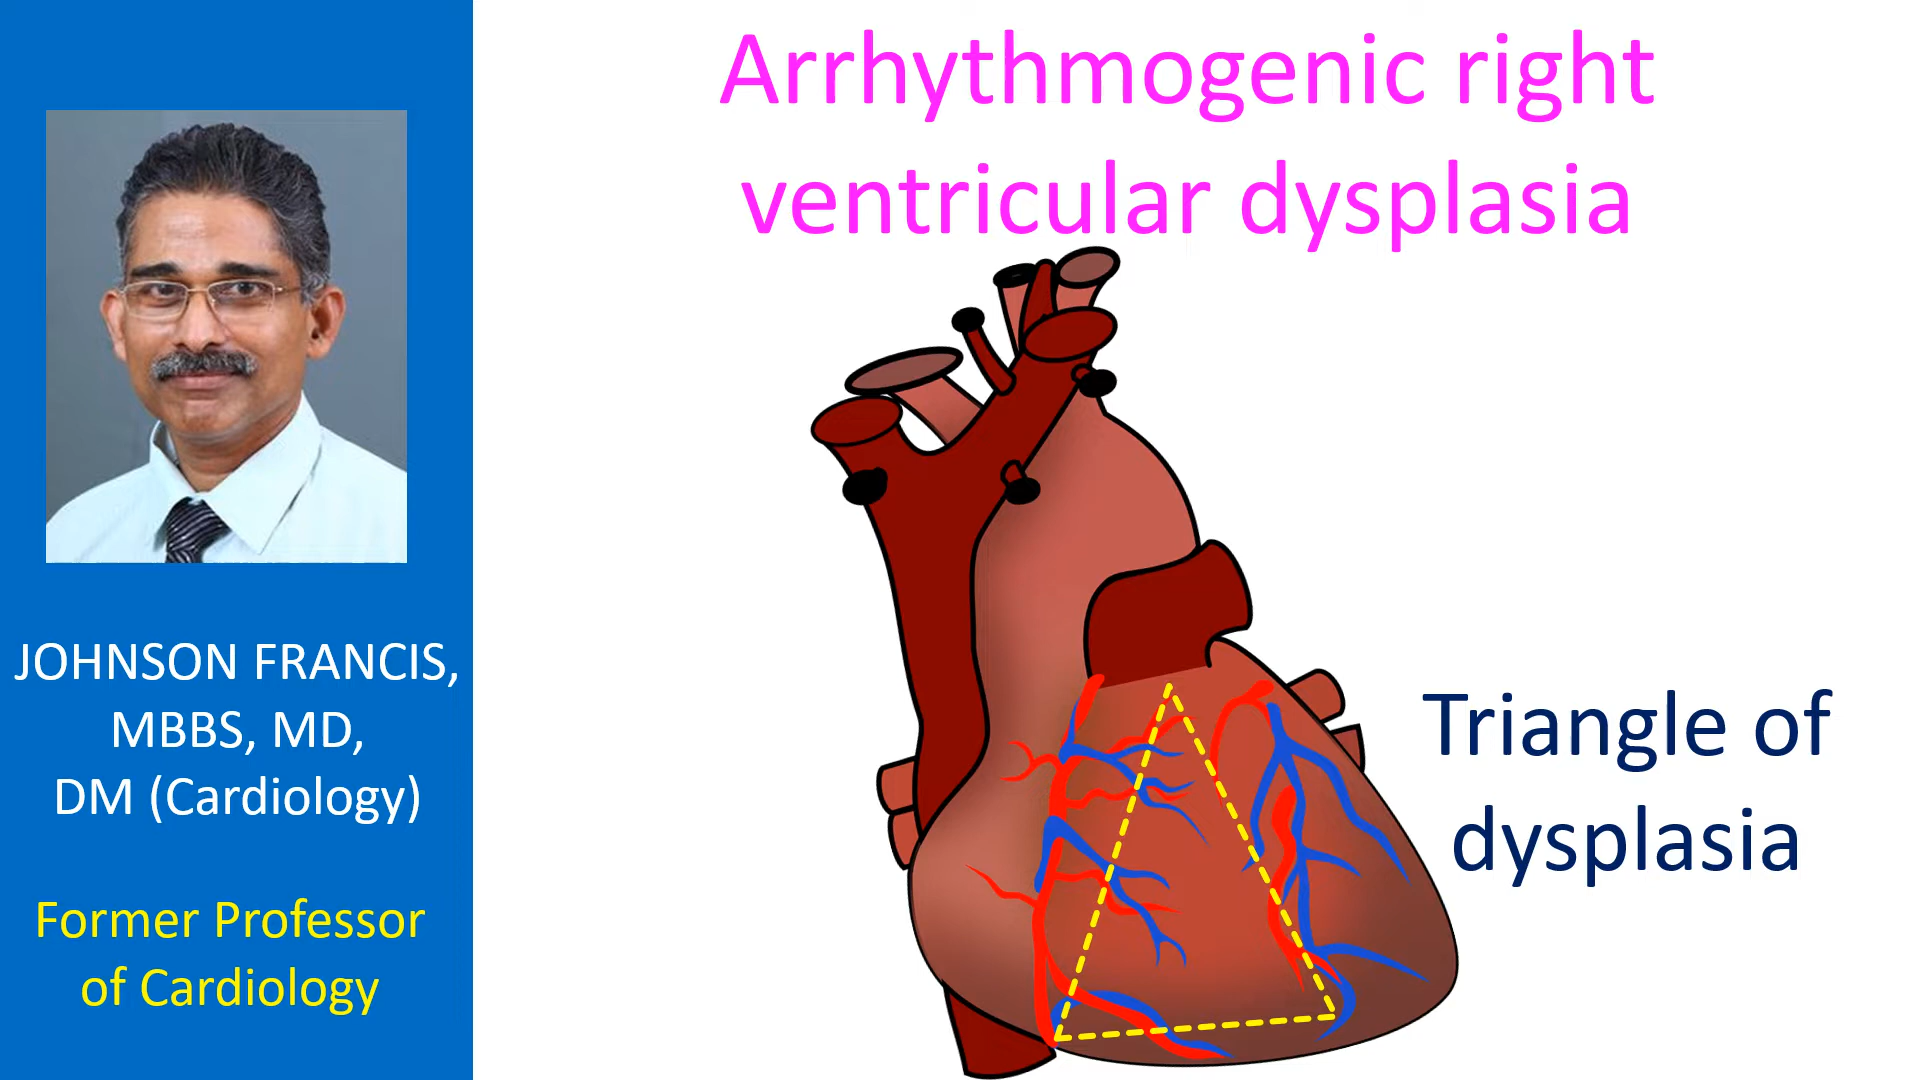 Arrhythmogenic right
ventricular dysplasia
JOHNSON FRANCIS,
MBBS, MD,
DM (Cardiology)
Former Professor
of Cardiology
Triangle of
dysplasia